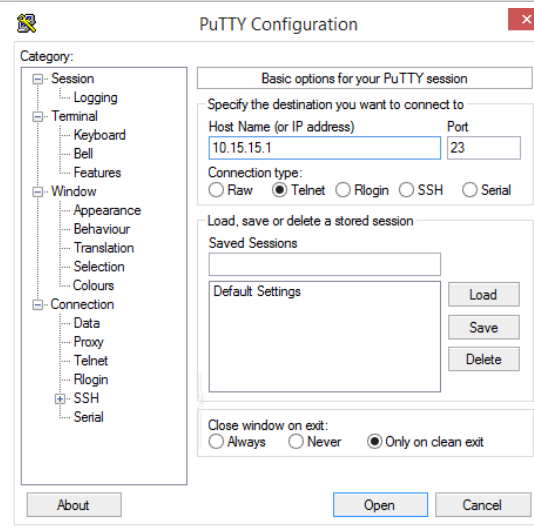 PuTTY Configuration
Category:
Session
Logging
Terminal
Keyboard
Bell
Features
Window
Appearance
Behaviour
Translation
Selection
Colours
Connection
Data
Proxy
Telnet
Rlogin
SSH
Serial
Basic options for your PuTTY session
Specify the destination you want to connect to
Host Name (or IP address) Port
10.15.15.1 23
Connection type:
Raw Telnet Rlogin SSH Serial
Load, save or delete a stored session
Saved Sessions
Default Settings
Load
Save
Delete
Close window on exit:
Always Never Only on clean exit
About Open Cancel